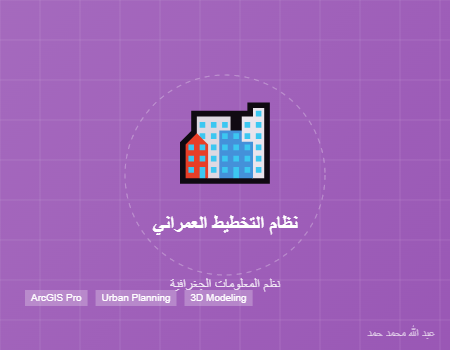 نظام التخطيط العمراني
نظم المعلومات الجغرافية
ArcGIS Pro Urban Planning 3D Modeling
عبد الله محمد حمد